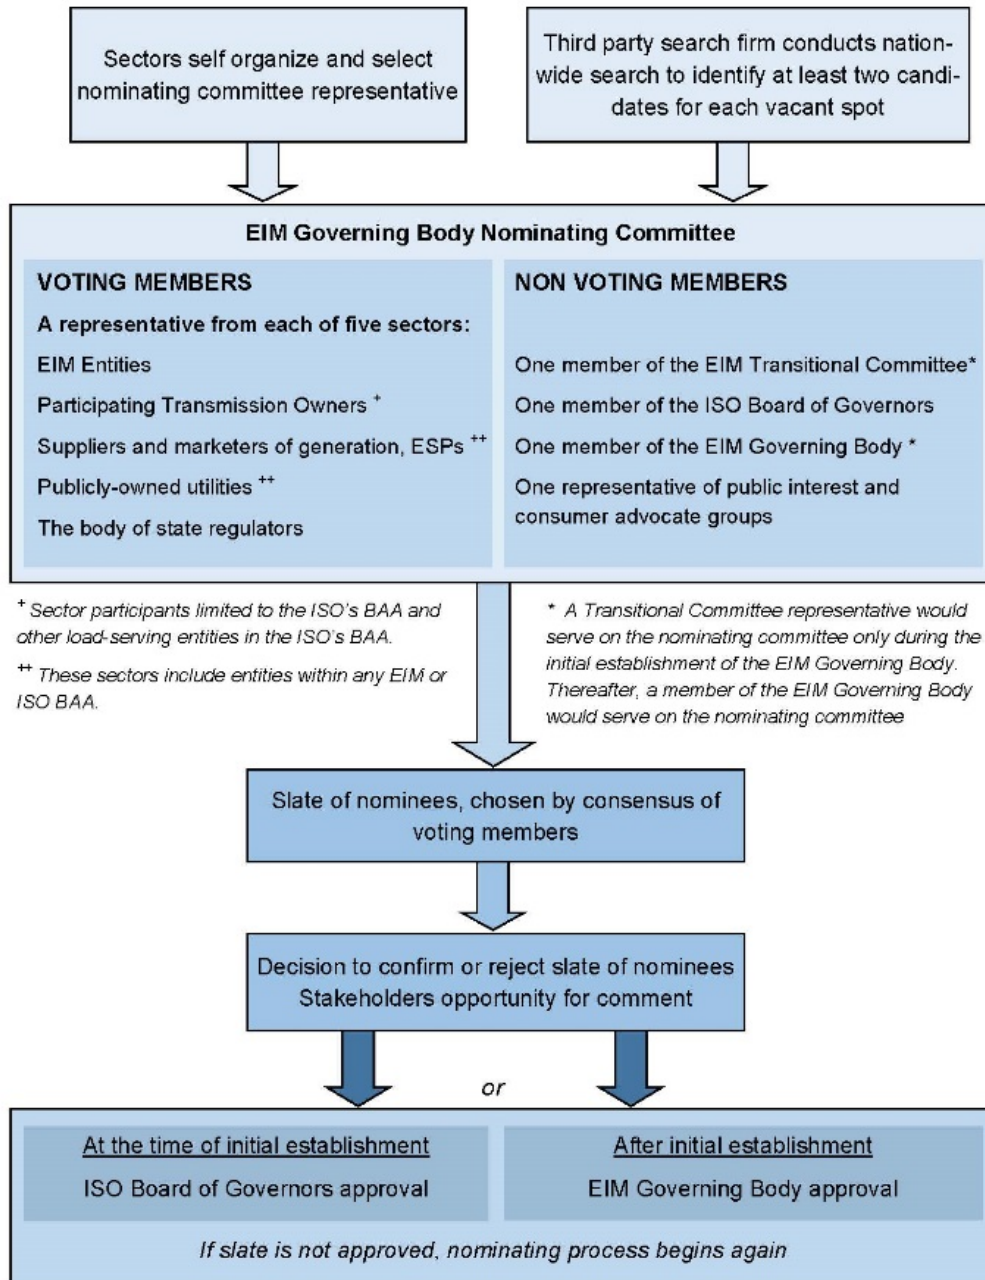 Sectors self organize and select
nominating committee representative
Third party search firm conducts nation-
wide search to identify at least two candi-
dates for each vacant spot
EIM Governing Body Nominating Committee
VOTING MEMBERS
A representative from each of five sectors:
EIM Entities
Participating Transmission Owners +
Suppliers and marketers of generation, ESPs ++
Publicly-owned utilities ++
The body of state regulators
NON VOTING MEMBERS
One member of the EIM Transitional Committee*
One member of the ISO Board of Governors
One member of the EIM Governing Body *
One representative of public interest and
consumer advocate groups
+ Sector participants limited to the ISO's BAA and
other load-serving entities in the ISO's BAA.
++ These sectors include entities within any EIM or
ISO BAA.
* A Transitional Committee representative would
serve on the nominating committee only during the
initial establishment of the EIM Governing Body.
Thereafter, a member of the EIM Governing Body
would serve on the nominating committee
Slate of nominees, chosen by consensus of
voting members
Decision to confirm or reject slate of nominees
Stakeholders opportunity for comment
or
At the time of initial establishment
ISO Board of Governors approval
After initial establishment
EIM Governing Body approval
If slate is not approved, nominating process begins again